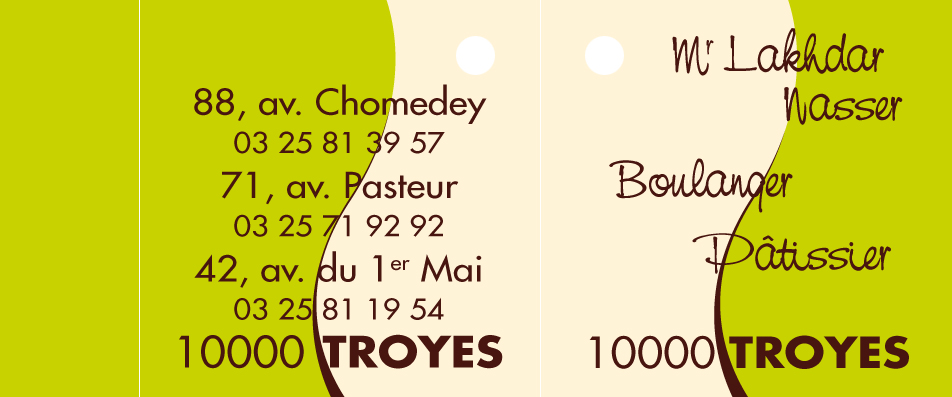 88, av. Chomedey
03 25 81 39 57
71, av. Pasteur
03 25 71 92 92
42, av. du 1er Mai
03 25 81 19 54
10000 TROYES
Mr Lakhdar
Nasser
Boulanger
Pâtissier
10000 TROYES